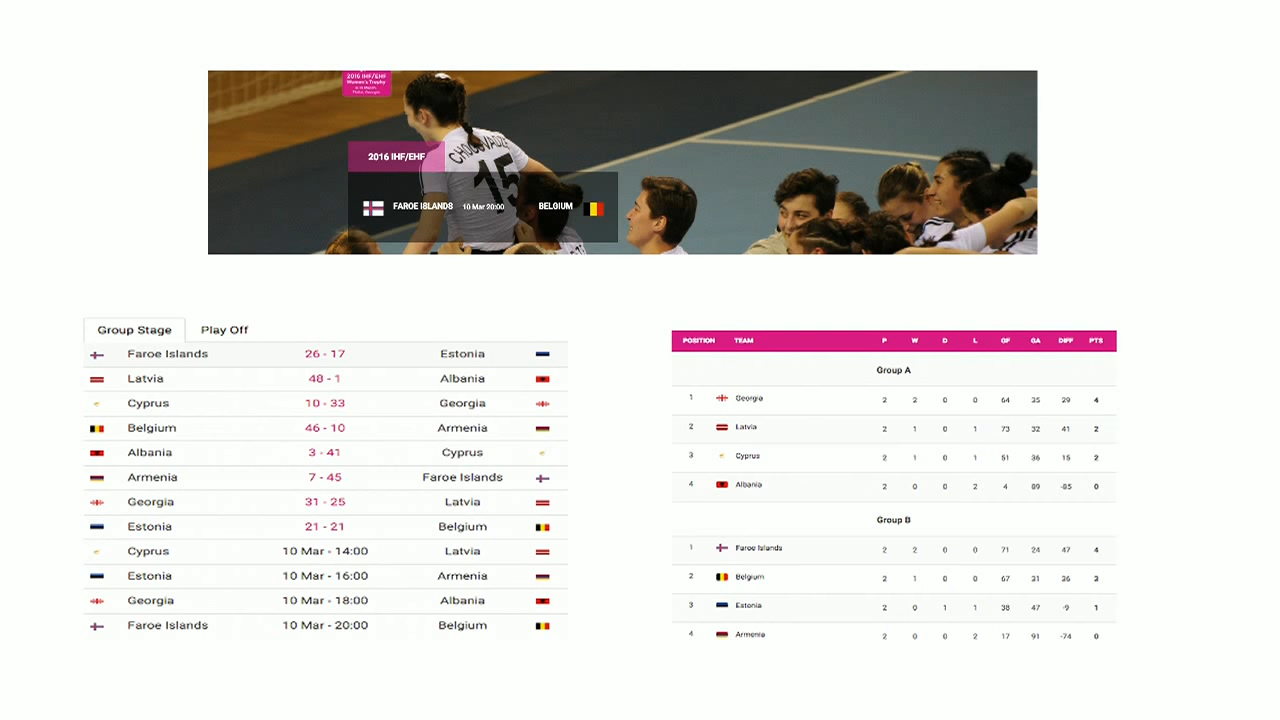 2016 IHF/EHF
Women's Trophy
CHOGOVADZE
15
2016 IHF/EHF
FAROE ISLANDS 10 Mar 20:00 BELGIUM
Group Stage Play Off
Faroe Islands 26 - 17 Estonia
Latvia 48 - 1 Albania
Cyprus 10 - 33 Georgia
Belgium 46 - 10 Armenia
Albania 3 - 41 Cyprus
Armenia 7 - 45 Faroe Islands
Georgia 31 - 25 Latvia
Estonia 21 - 21 Belgium
Cyprus 10 Mar - 14:00 Latvia
Estonia 10 Mar - 16:00 Armenia
Georgia 10 Mar - 18:00 Albania
Faroe Islands 10 Mar - 20:00 Belgium
POSITION TEAM P W D L GF GA DIFF PTS
Group A
1 Georgia 2 2 0 0 64 35 29 4
2 Latvia 2 1 0 1 73 32 41 2
3 Cyprus 2 1 0 1 51 36 15 2
4 Albania 2 0 0 2 4 89 -85 0
Group B
1 Faroe Islands 2 2 0 0 71 24 47 4
2 Belgium 2 1 0 0 67 31 36 3
3 Estonia 2 0 1 1 38 47 -9 1
4 Armenia 2 0 0 2 17 91 -74 0